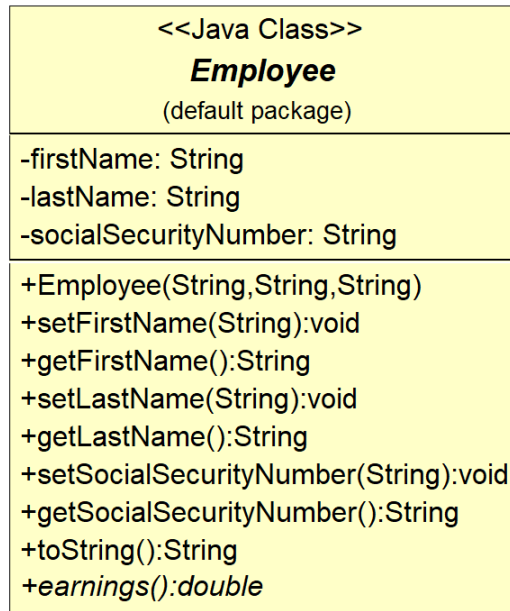 <<Java Class>>
Employee
(default package)
-firstName: String
-lastName: String
-socialSecurityNumber: String
+Employee(String,String,String)
+setFirstName(String):void
+getFirstName():String
+setLastName(String):void
+getLastName():String
+setSocialSecurityNumber(String):void
+getSocialSecurityNumber():String
+toString():String
+earnings():double